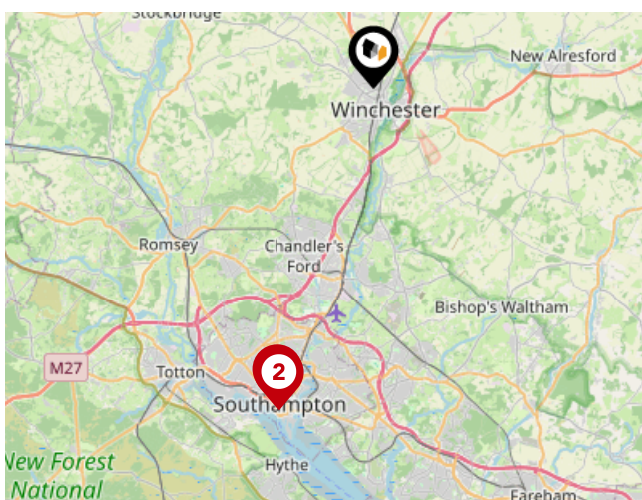 Stockbridge
New Alresford
Winchester
Romsey
Chandler's
Ford
Bishop's Waltham
M27
Totton
2
Southampton
New Forest
National
Hythe
Fareham